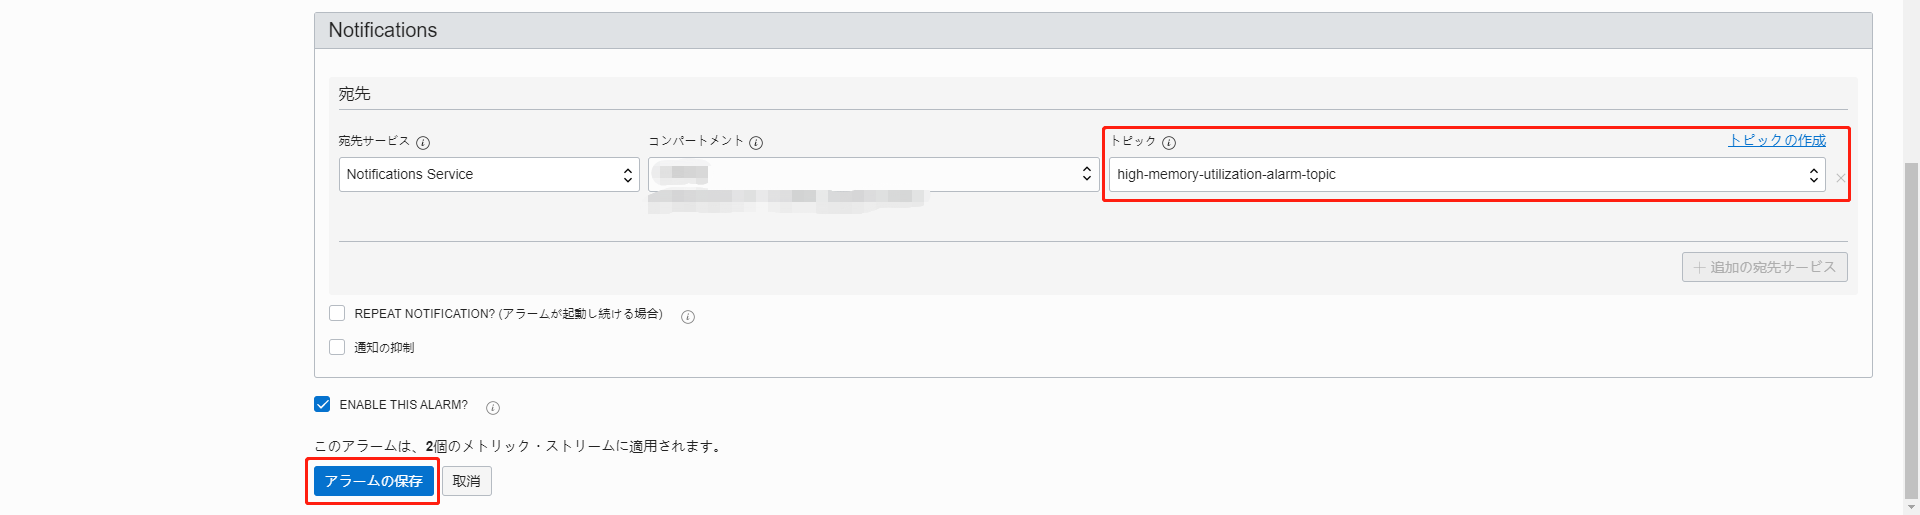 Notifications
宛先
宛先サービス
コンパートメント
トピック
トピックの作成
Notifications Service
high-memory-utilization-alarm-topic
追加の宛先サービス
REPEAT NOTIFICATION? (アラームが起動し続ける場合)
通知の抑制
ENABLE THIS ALARM?
このアラームは、2個のメトリック・ストリームに適用されます。
アラームの保存
取消